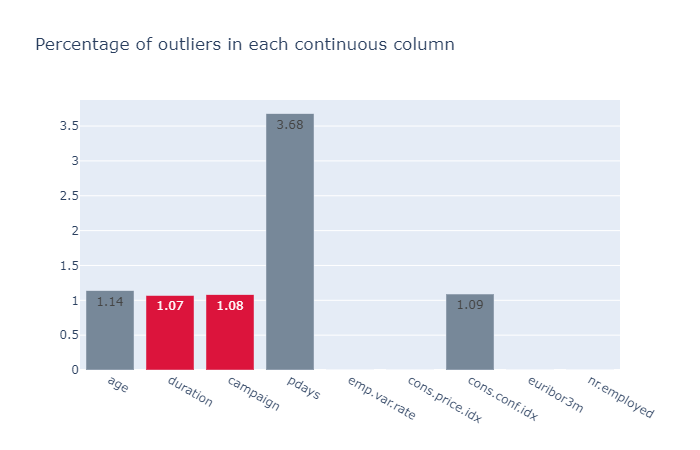 Percentage of outliers in each continuous column
3.5
3
2.5
2
1.5
1
0.5
0
1.14
1.07
1.08
3.68
1.09
age
duration
campaign
pdays
emp.var.rate
cons.price.idx
cons.conf.idx
euribor3m
nr.employed